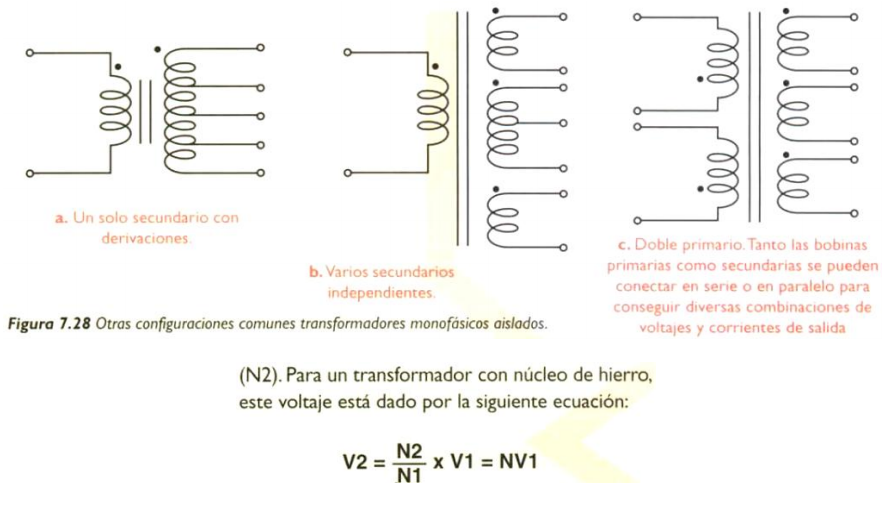 a. Un solo secundario con
derivaciones.
b. Varios secundarios
independientes.
c. Doble primario. Tanto las bobinas
primarias como secundarias se pueden
conectar en serie o en paralelo para
conseguir diversas combinaciones de
voltajes y corrientes de salida
Figura 7.28 Otras configuraciones comunes transformadores monofásicos aislados.
(N2). Para un transformador con núcleo de hierro,
este voltaje está dado por la siguiente ecuación:
V2 = N2/N1 x V1 = NV1